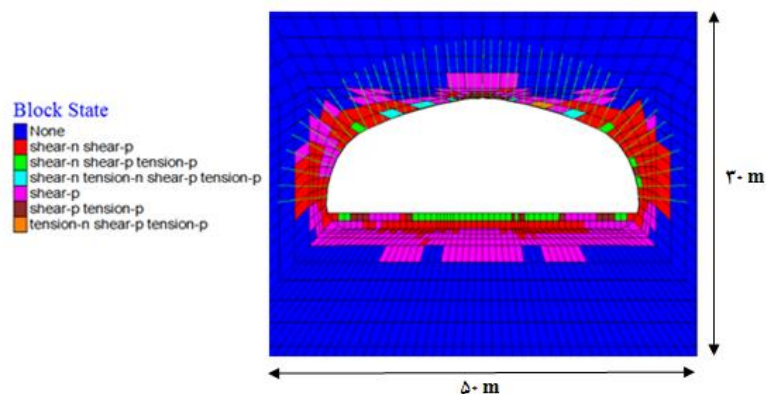 Block State
None
shear-n shear-p
shear-n shear-p tension-p
shear-n tension-n shear-p tension-p
shear-p
shear-p tension-p
tension-n shear-p tension-p
۳۰ m
۵۰ m